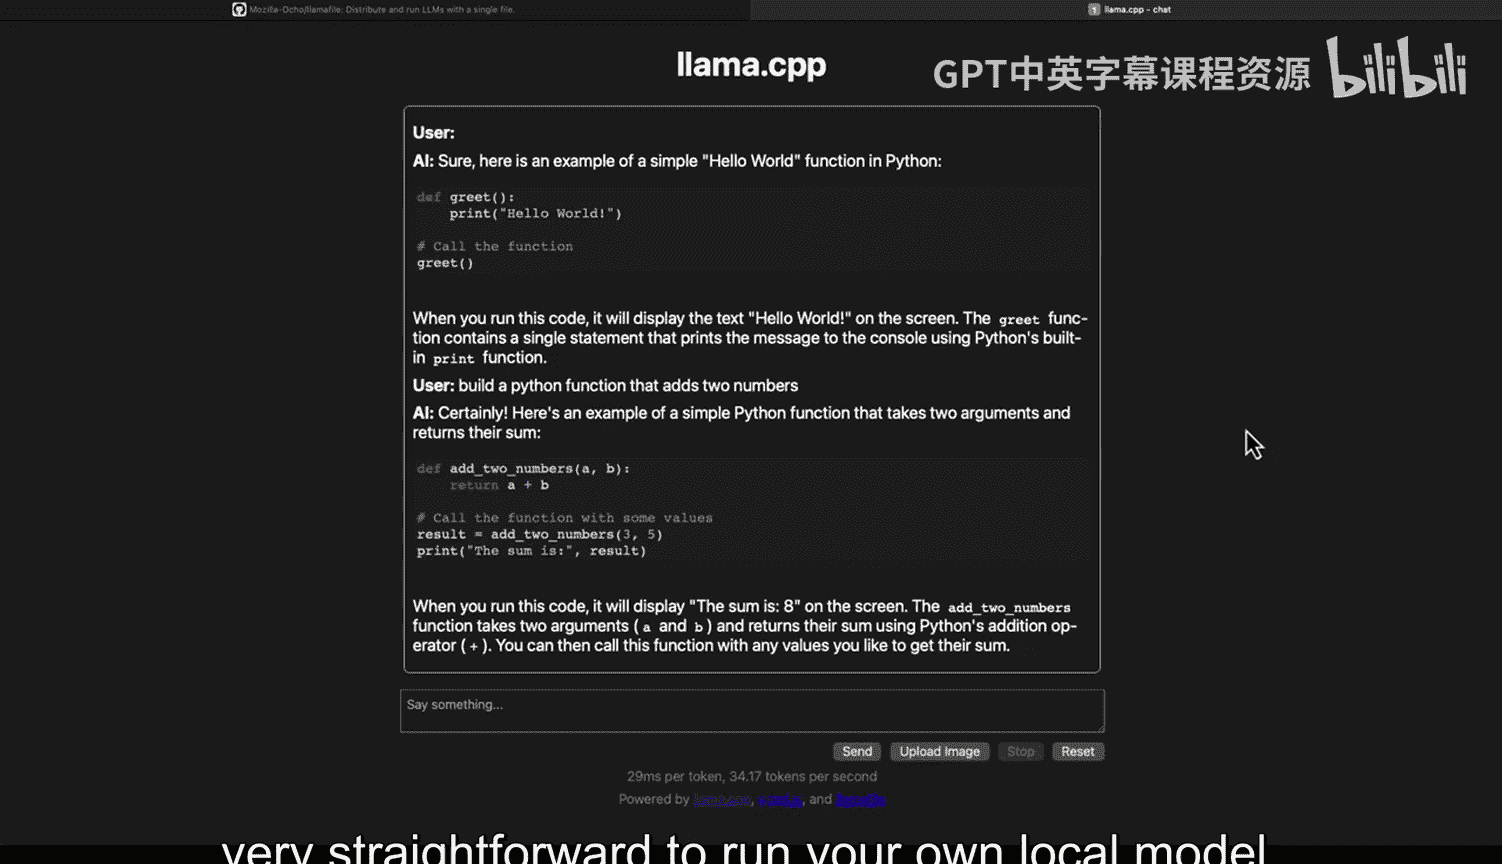 Mozilla-Ocho/llamafile: Distribute and run LLMs with a single file.
llama.cpp - chat
llama.cpp
GPT中英字幕课程资源 bilibili
User:
AI: Sure, here is an example of a simple "Hello World" function in Python:
def greet():
print("Hello World!")
# Call the function
greet()
When you run this code, it will display the text "Hello World!" on the screen. The greet func-
tion contains a single statement that prints the message to the console using Python's built-
in print function.
User: build a python function that adds two numbers
AI: Certainly! Here's an example of a simple Python function that takes two arguments and
returns their sum:
def add_two_numbers(a, b):
return a + b
# Call the function with some values
result = add_two_numbers(3, 5)
print("The sum is:", result)
When you run this code, it will display "The sum is: 8" on the screen. The add_two_numbers
function takes two arguments ( a and b ) and returns their sum using Python's addition op-
erator ( + ). You can then call this function with any values you like to get their sum.
Say something...
Send Upload Image Stop Reset
29ms per token, 34.17 tokens per second
Powered by llama.cpp, and llamafile
very straightforward to run your own local model